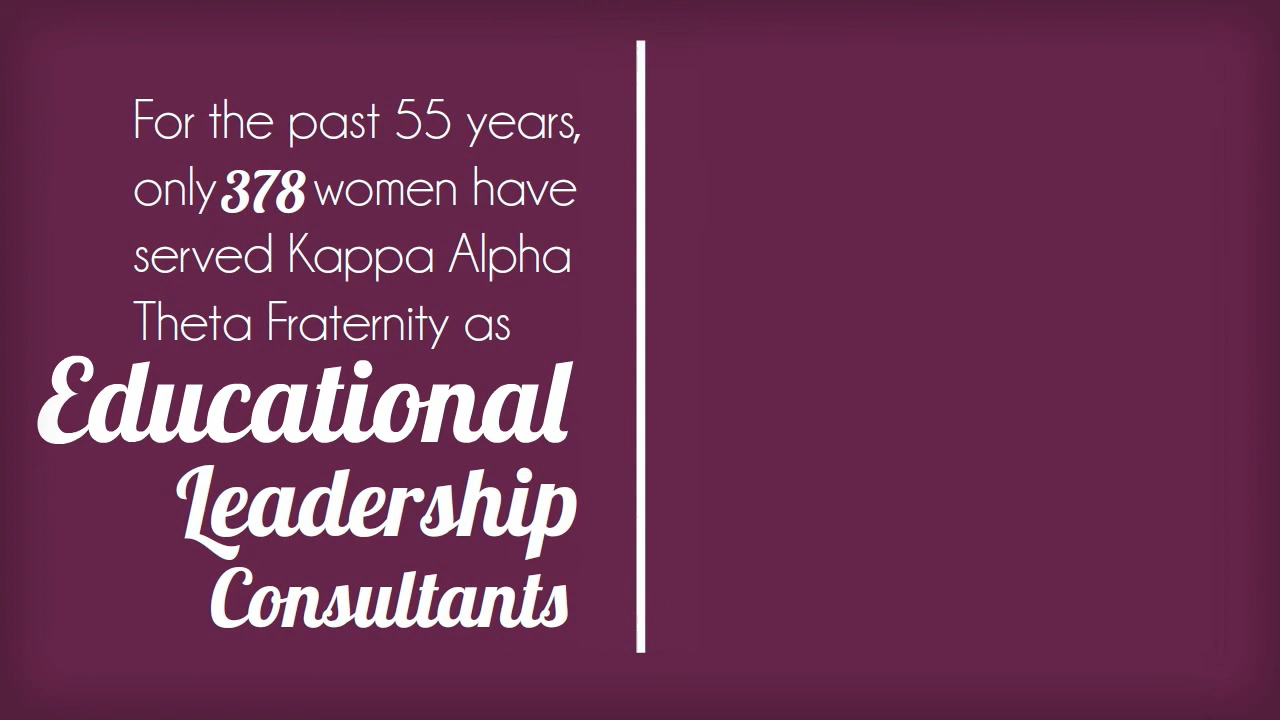 For the past 55 years,
only 378 women have
served Kappa Alpha
Theta Fraternity as
Educational
Leadership
Consultants